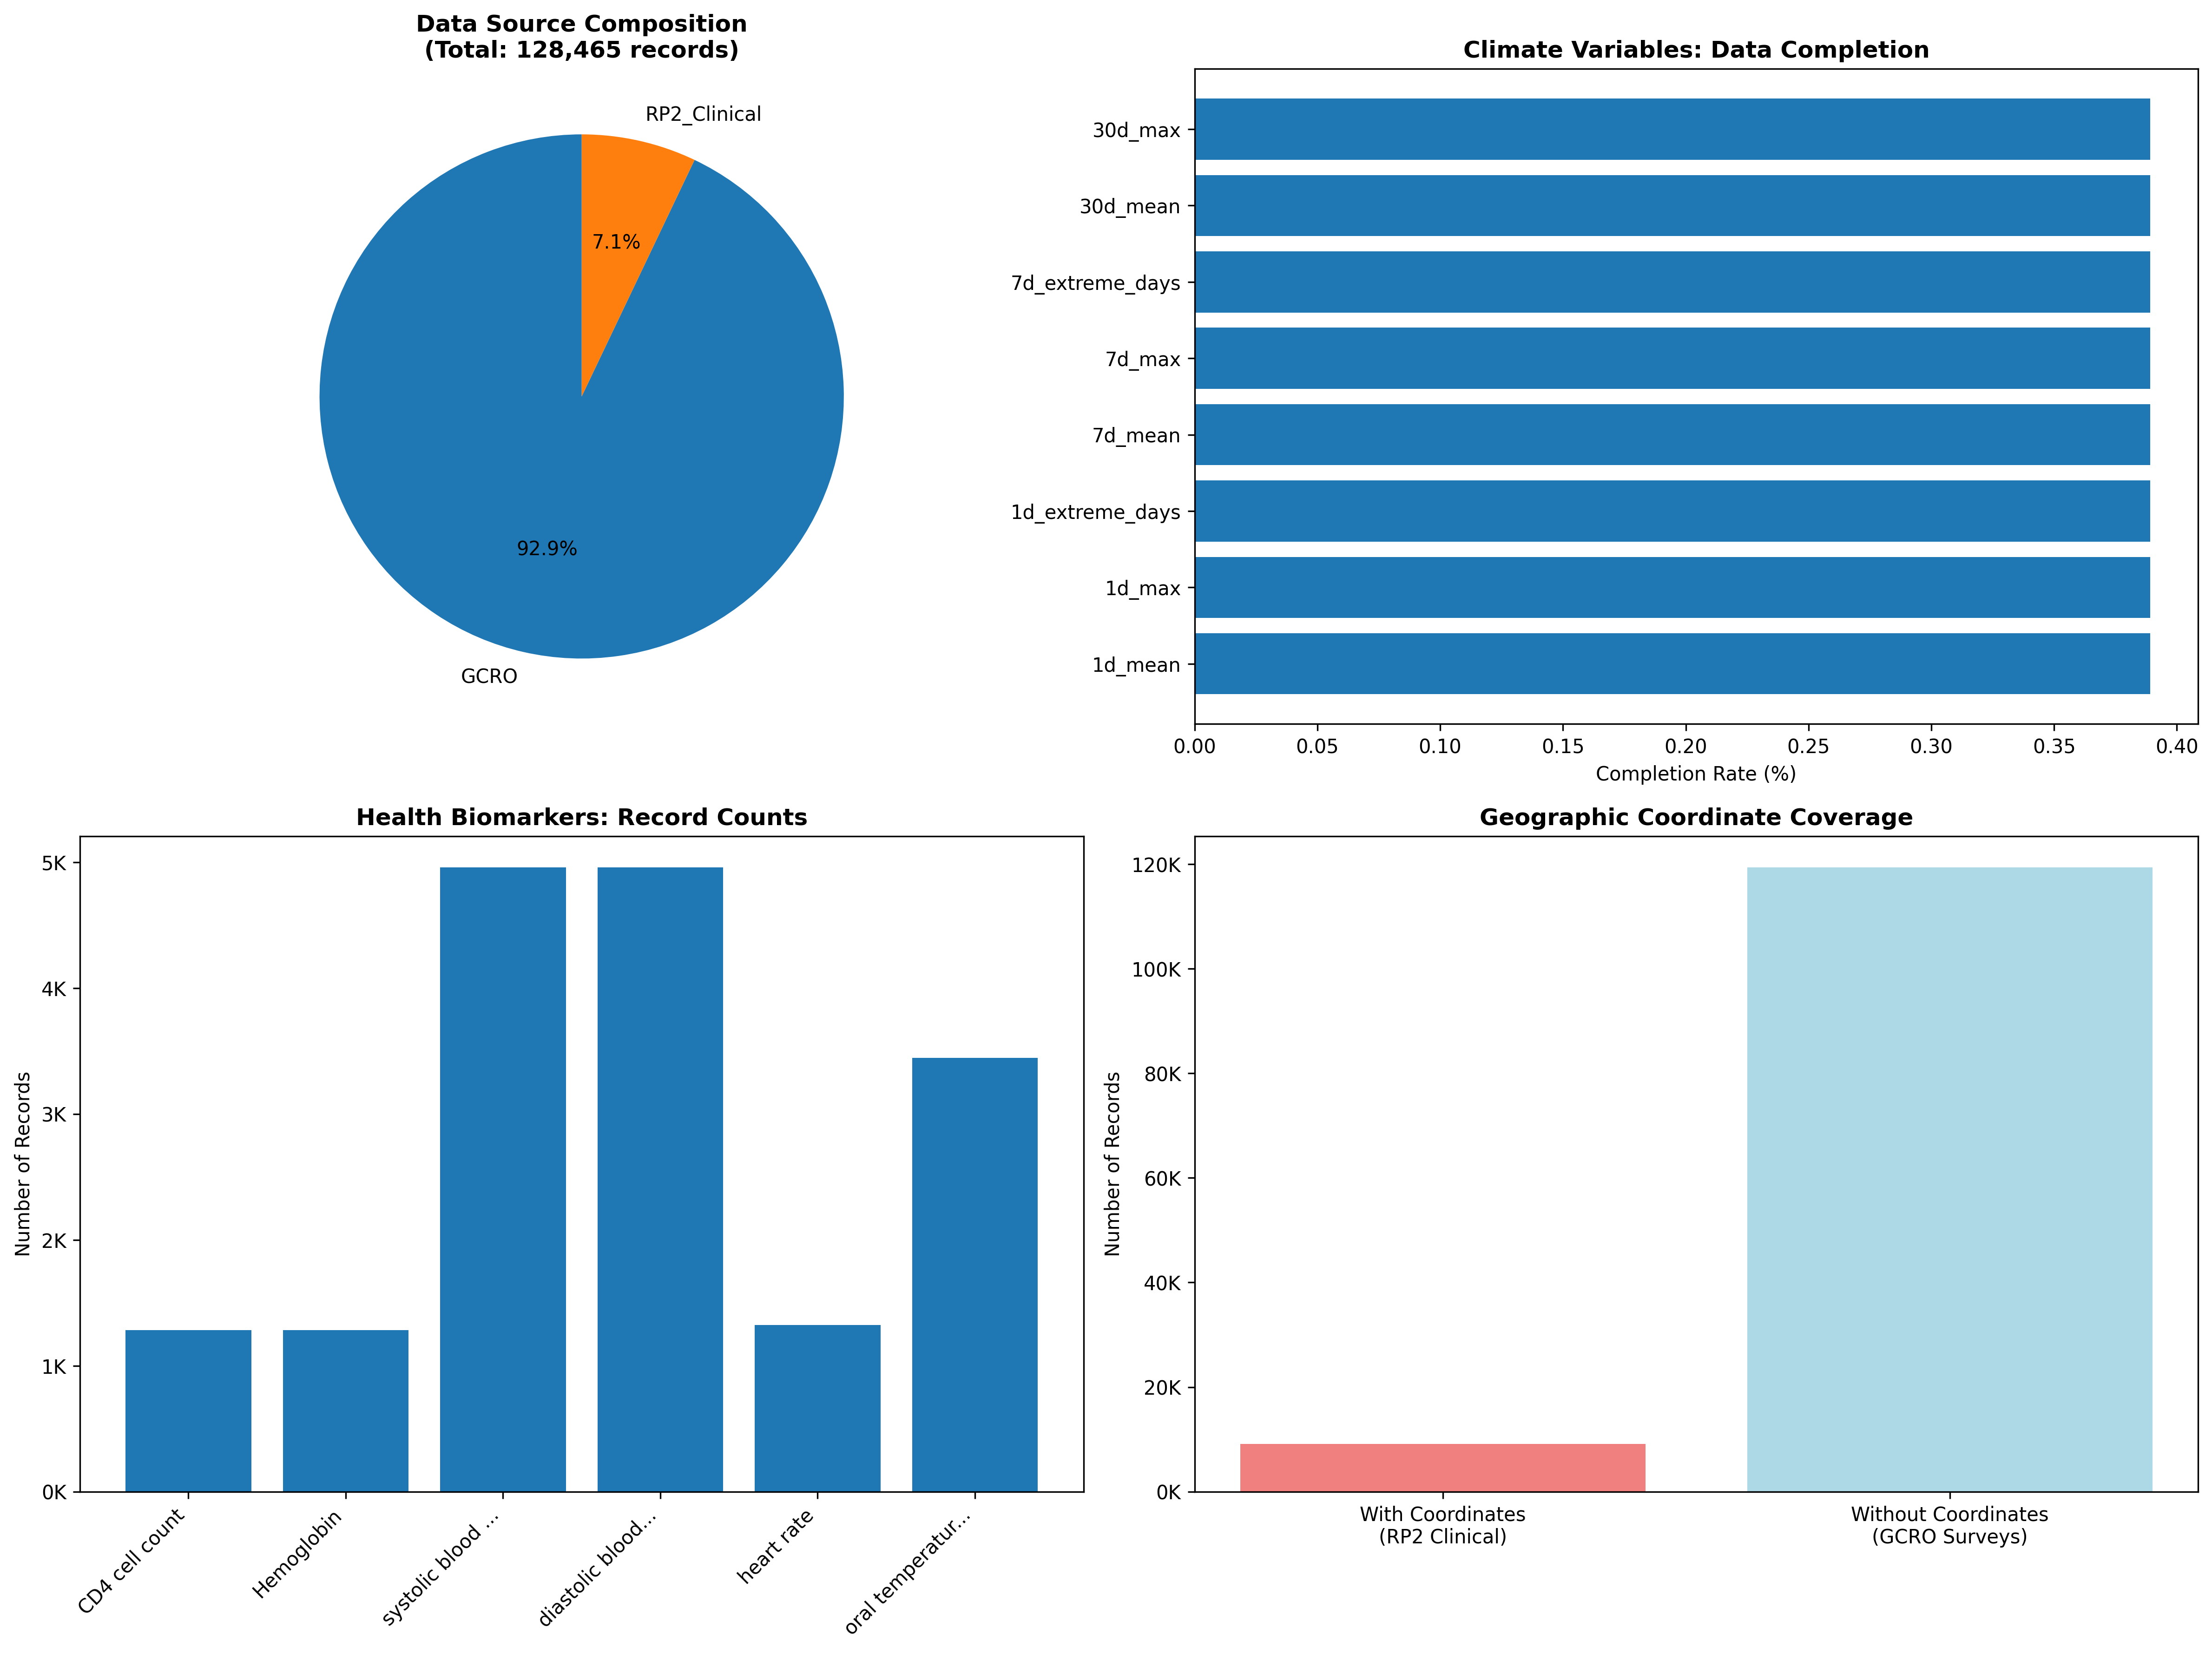 Data Source Composition
(Total: 128,465 records)
RP2_Clinical
7.1%
92.9%
GCRO
Climate Variables: Data Completion
30d_max
30d_mean
7d_extreme_days
7d_max
7d_mean
1d_extreme_days
1d_max
1d_mean
0.00 0.05 0.10 0.15 0.20 0.25 0.30 0.35 0.40
Completion Rate (%)
Health Biomarkers: Record Counts
Number of Records
5K
4K
3K
2K
1K
0K
CD4 cell count
Hemoglobin
systolic blood ...
diastolic blood...
heart rate
oral temperatur...
Geographic Coordinate Coverage
Number of Records
120K
100K
80K
60K
40K
20K
0K
With Coordinates
(RP2 Clinical)
Without Coordinates
(GCRO Surveys)